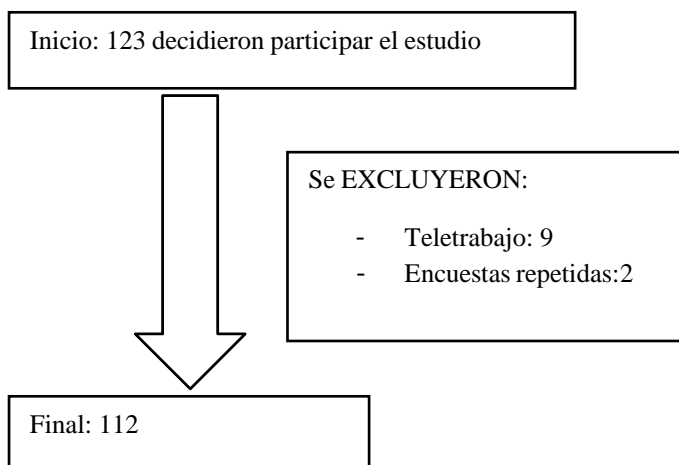 Inicio: 123 decidieron participar el estudio
Se EXCLUYERON:
- Teletrabajo: 9
- Encuestas repetidas:2
Final: 112